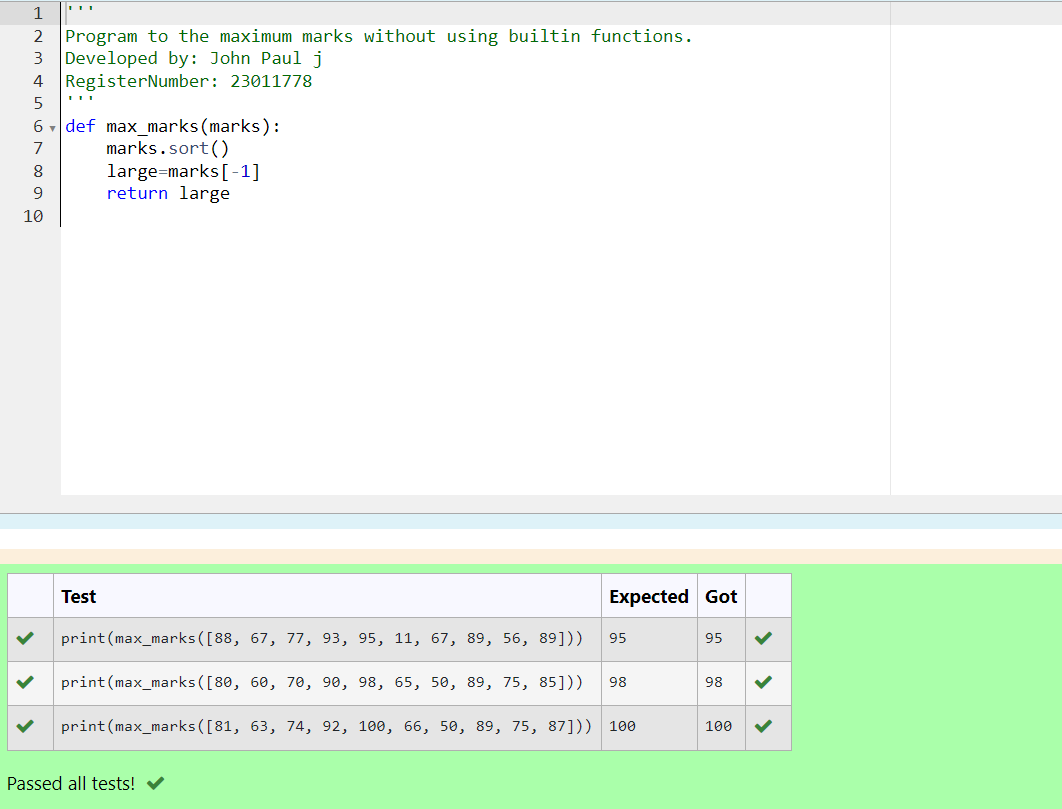 1 '''
2 Program to the maximum marks without using builtin functions.
3 Developed by: John Paul j
4 RegisterNumber: 23011778
5 '''
6 def max_marks(marks):
7     marks.sort()
8     large=marks[-1]
9     return large
10
Test Expected Got
print(max_marks([88, 67, 77, 93, 95, 11, 67, 89, 56, 89])) 95 95
print(max_marks([80, 60, 70, 90, 98, 65, 50, 89, 75, 85])) 98 98
print(max_marks([81, 63, 74, 92, 100, 66, 50, 89, 75, 87])) 100 100
Passed all tests!